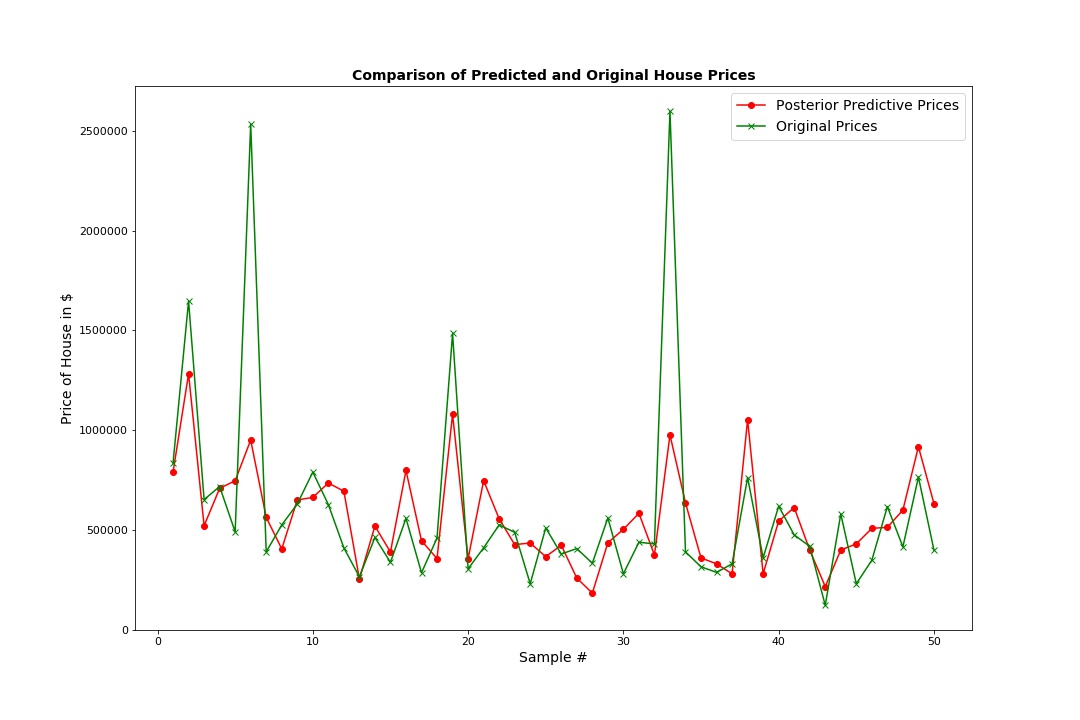 Comparison of Predicted and Original House Prices
Posterior Predictive Prices
Original Prices
Price of House in $
2500000
2000000
1500000
1000000
500000
0
0 10 20 30 40 50
Sample #